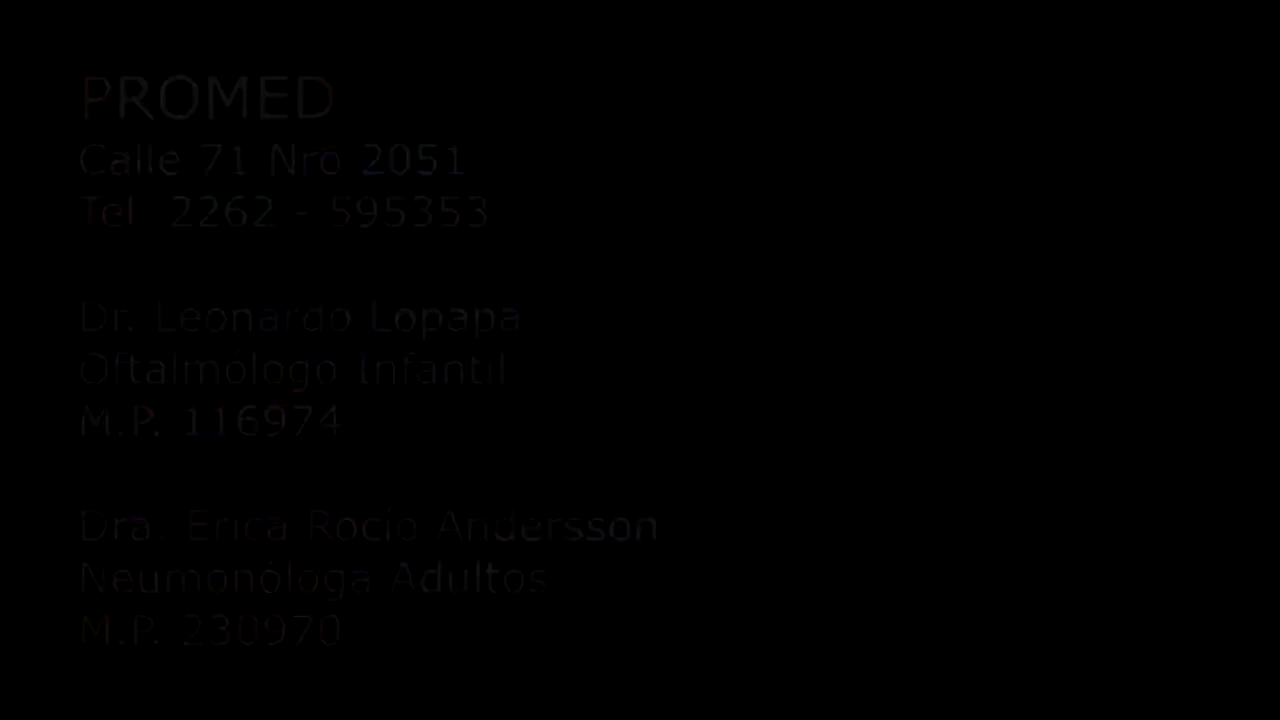 PROMED
Calle 71 Nro 2051
Tel  2262 - 595353
Dr. Leonardo Lopapa
Oftalmólogo Infantil
M.P. 116974
Dra. Erica Rocio Andersson
Neumonóloga Adultos
M.P. 230970